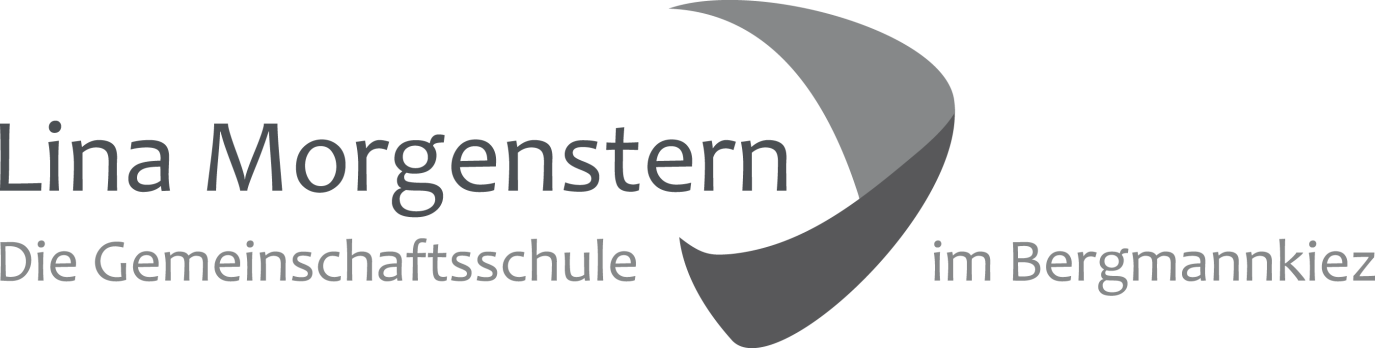 Lina Morgenstern
Die Gemeinschaftsschule im Bergmannkiez